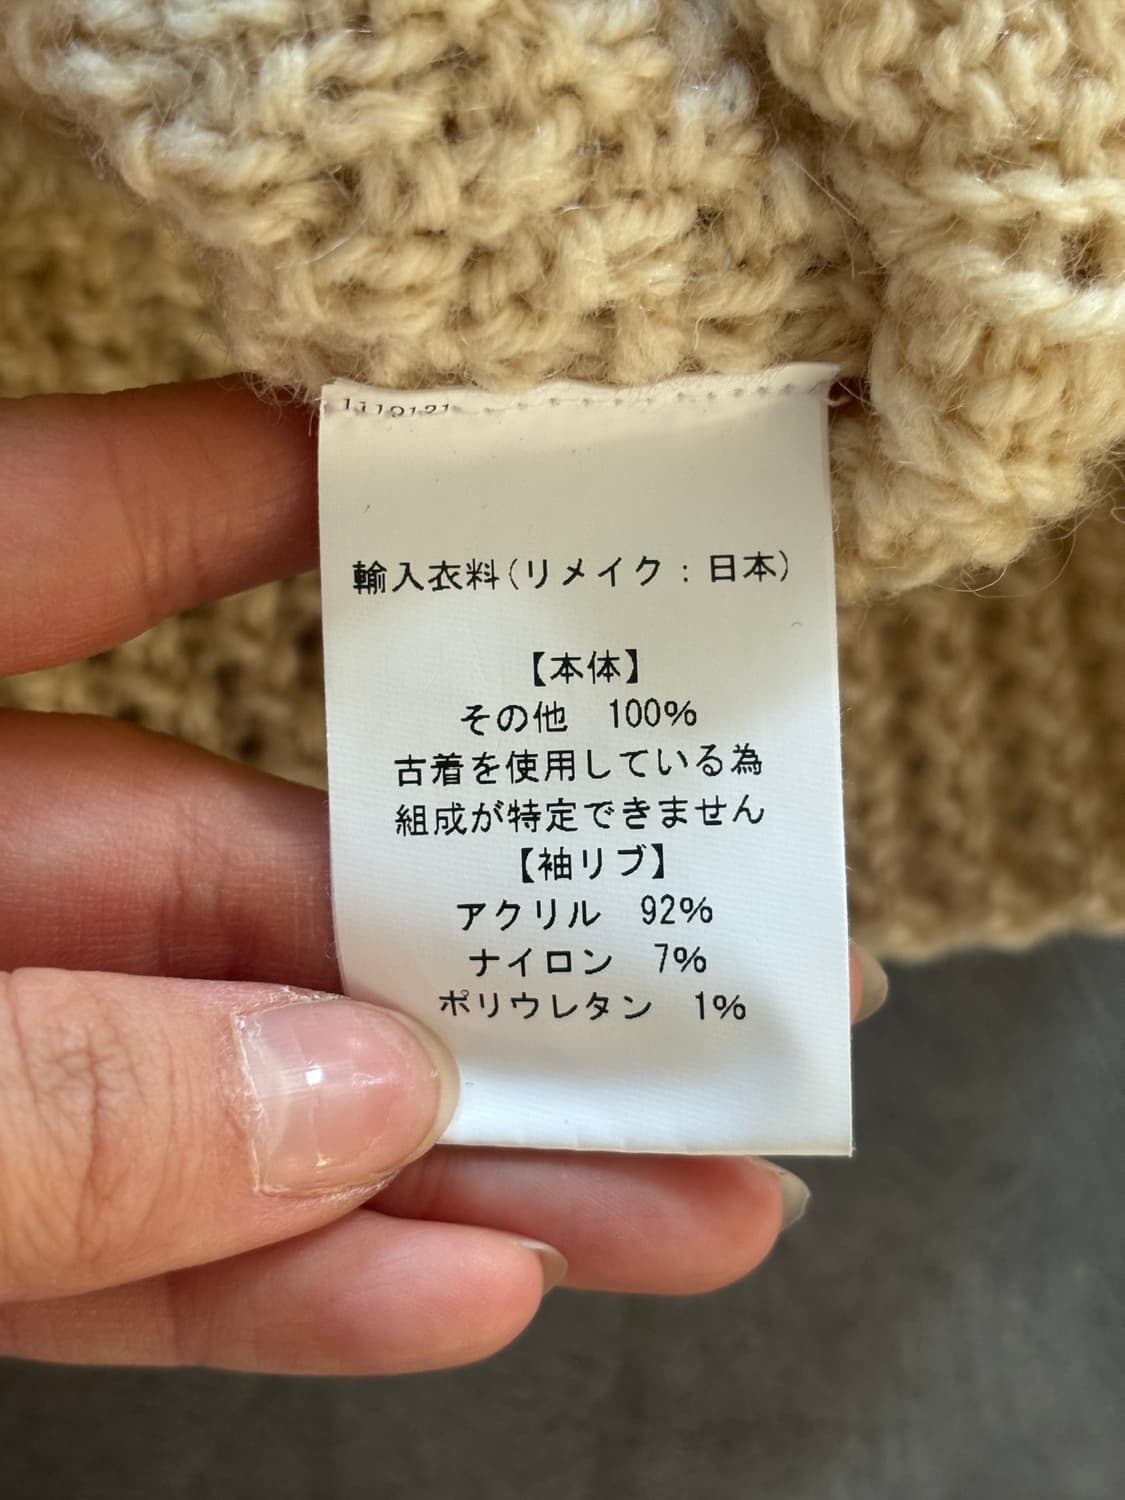 輸入衣料(リメイク：日本)
【本体】
その他　100%
古着を使用している為
組成が特定できません
【袖リブ】
アクリル　92%
ナイロン　7%
ポリウレタン　1%